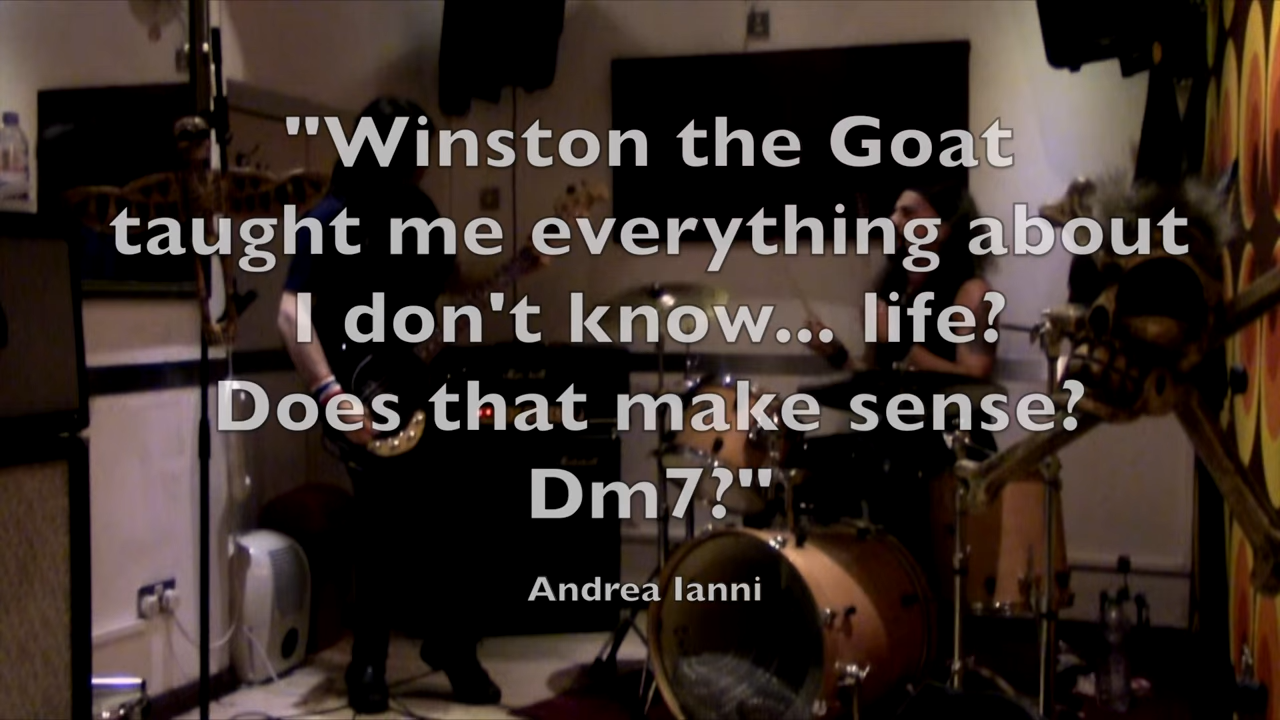 "Winston the Goat
taught me everything about
I don't know... life?
Does that make sense?
Dm7?"
Andrea Ianni